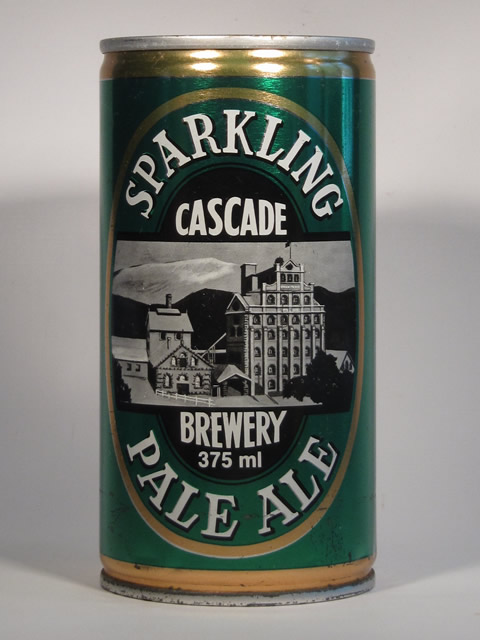 SPARKLING
CASCADE
BREWERY
375 ml
PALE ALE